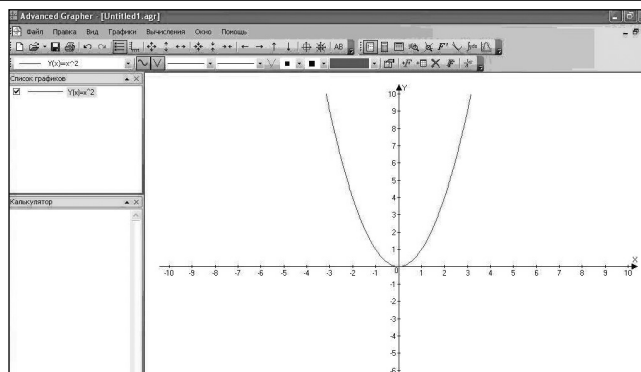 Advanced Grapher - [Untitled1.agr]
Файл Правка Вид Графики Вычисления Окно Помощь
AB F'
Y(x)=x^2
Список графиков
Y(x)=x^2
Калькулятор
Y
10
9
8
7
6
5
4
3
2
1
X
-10 -9 -8 -7 -6 -5 -4 -3 -2 -1 0 1 2 3 4 5 6 7 8 9 10
-1
-2
-3
-4
-5
-6